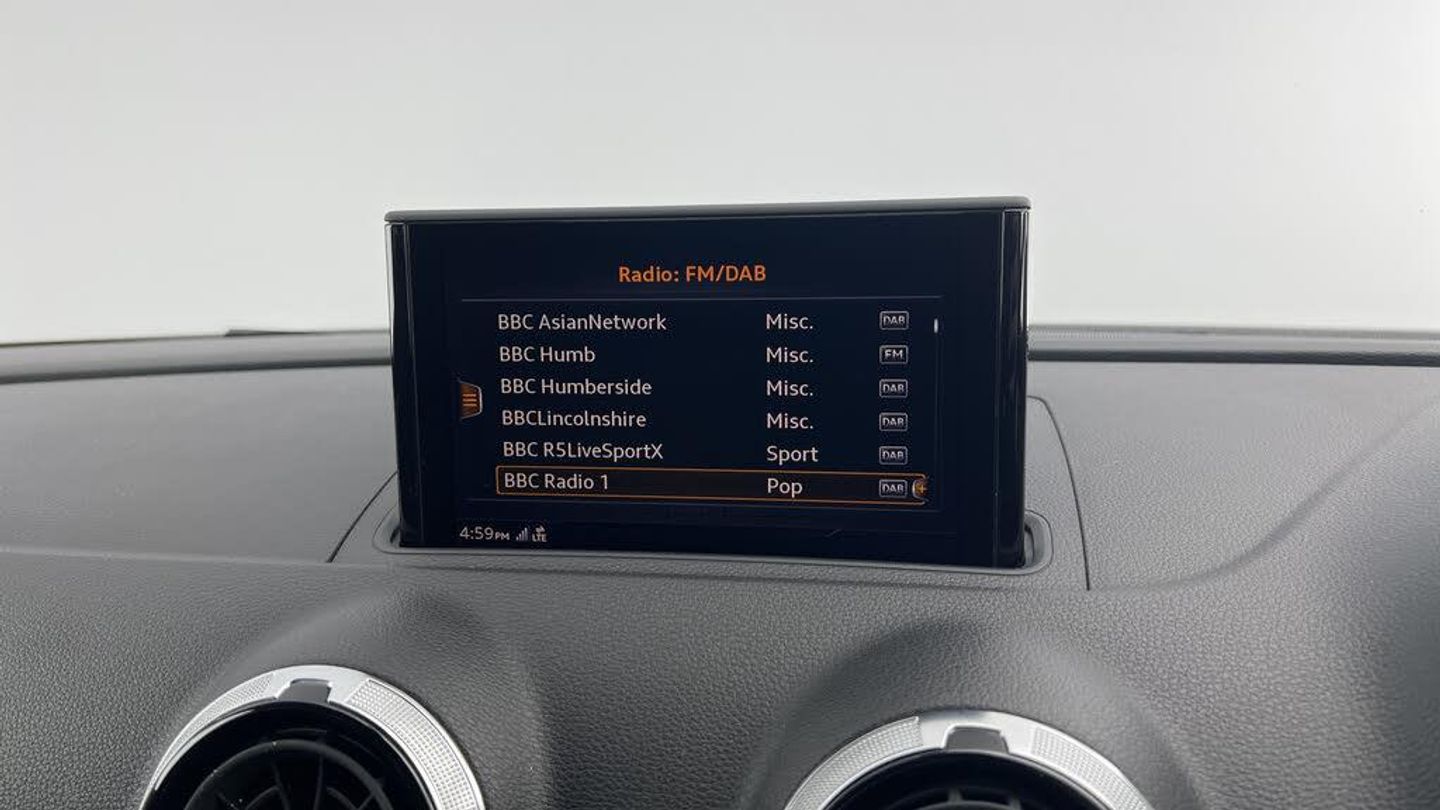 Radio: FM/DAB
BBC AsianNetwork Misc. DAB
BBC Humb Misc. FM
BBC Humberside Misc. DAB
BBCLincolnshire Misc. DAB
BBC R5LiveSportX Sport DAB
BBC Radio 1 Pop DAB
4:59PM LTE